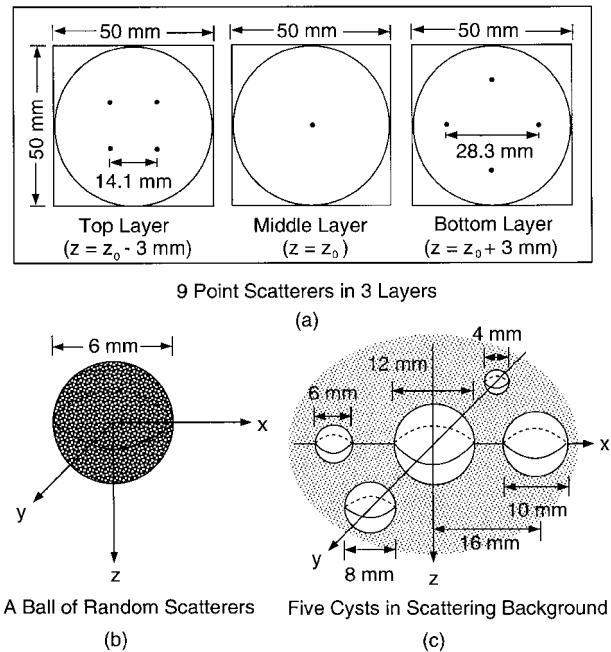 50 mm 50 mm 50 mm
50 mm
14.1 mm
28.3 mm
Top Layer Middle Layer Bottom Layer
(z = z₀ - 3 mm) (z = z₀ ) (z = z₀ + 3 mm)
9 Point Scatterers in 3 Layers
(a)
6 mm
x
y
z
A Ball of Random Scatterers
(b)
4 mm
12 mm
6 mm
x
10 mm
16 mm
y
8 mm
z
Five Cysts in Scattering Background
(c)